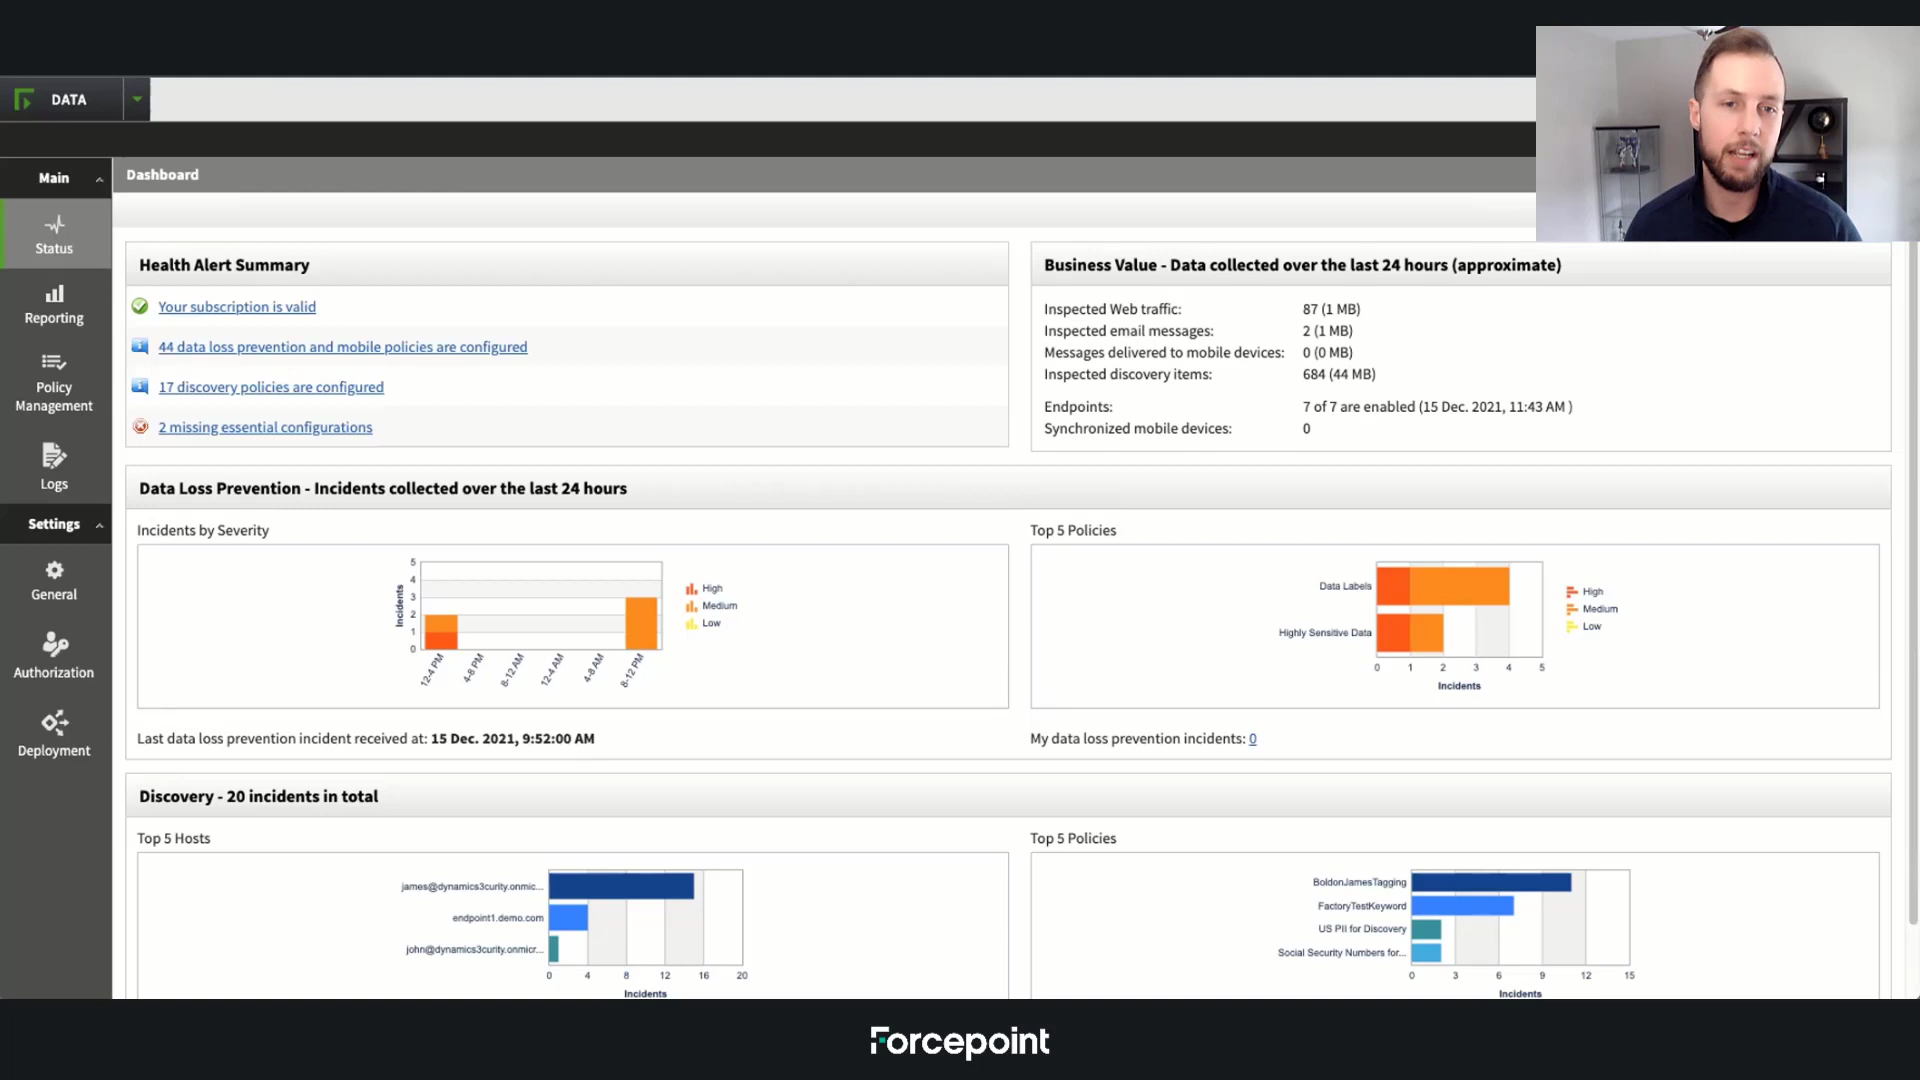 DATA
Main
Status
Reporting
Policy
Management
Logs
Settings
General
Authorization
Deployment
Dashboard
Health Alert Summary
Your subscription is valid
44 data loss prevention and mobile policies are configured
17 discovery policies are configured
2 missing essential configurations
Business Value - Data collected over the last 24 hours (approximate)
Inspected Web traffic: 87 (1 MB)
Inspected email messages: 2 (1 MB)
Messages delivered to mobile devices: 0 (0 MB)
Inspected discovery items: 684 (44 MB)
Endpoints: 7 of 7 are enabled (15 Dec. 2021, 11:43 AM )
Synchronized mobile devices: 0
Data Loss Prevention - Incidents collected over the last 24 hours
Incidents by Severity
Incidents
5
4
3
2
1
0
12-4 PM
4-8 PM
8-12 AM
12-4 AM
4-8 AM
8-12 PM
High
Medium
Low
Last data loss prevention incident received at: 15 Dec. 2021, 9:52:00 AM
Top 5 Policies
Data Labels
Highly Sensitive Data
0 1 2 3 4 5
Incidents
High
Medium
Low
My data loss prevention incidents: 0
Discovery - 20 incidents in total
Top 5 Hosts
james@dynamics3curity.onmic...
endpoint1.demo.com
john@dynamics3curity.onmicr...
0 4 8 12 16 20
Incidents
Top 5 Policies
BoldonJamesTagging
FactoryTestKeyword
US PII for Discovery
Social Security Numbers for...
0 3 6 9 12 15
Incidents
Forcepoint